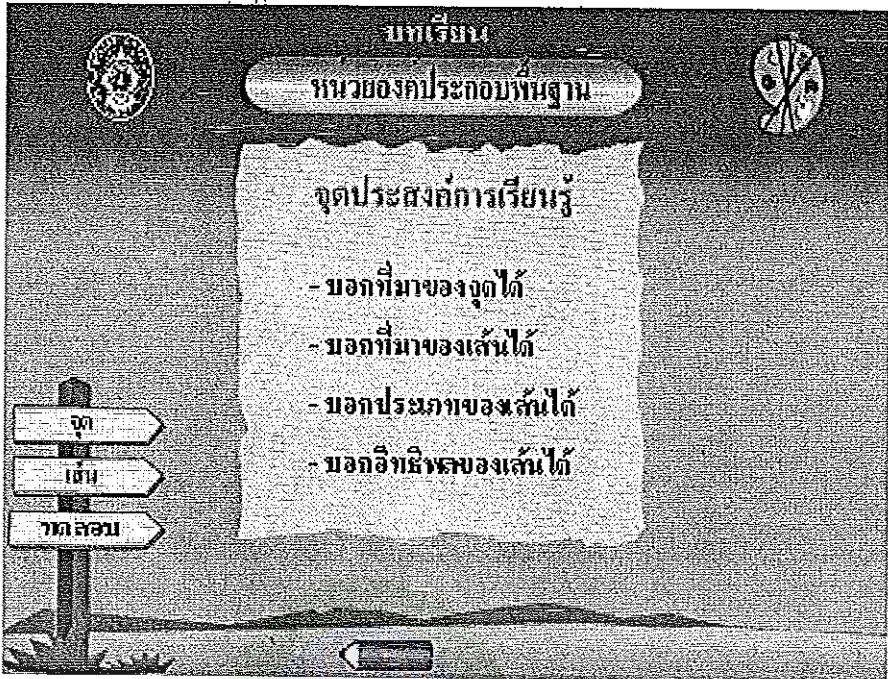 บทเรียน
หน่วยองค์ประกอบพื้นฐาน
จุดประสงค์การเรียนรู้
- บอกที่มาของจุดได้
- บอกที่มาของเส้นได้
- บอกประเภทของเส้นได้
- บอกอิทธิพลของเส้นได้
จุด
เส้น
ทดสอบ